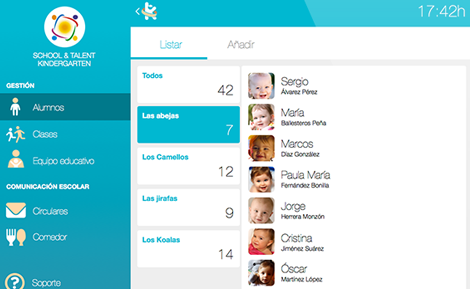 17:42h
SCHOOL & TALENT
KINDERGARTEN
GESTIÓN
Alumnos
Clases
Equipo educativo
COMUNICACIÓN ESCOLAR
Circulares
Comedor
Soporte
Listar
Añadir
Todos
42
Las abejas
7
Los Camellos
12
Las jirafas
9
Los Koalas
14
Sergio
Álvarez Pérez
María
Ballesteros Peña
Marcos
Díaz González
Paula María
Fernández Bonilla
Jorge
Herrera Monzón
Cristina
Jiménez Suárez
Óscar
Martínez López